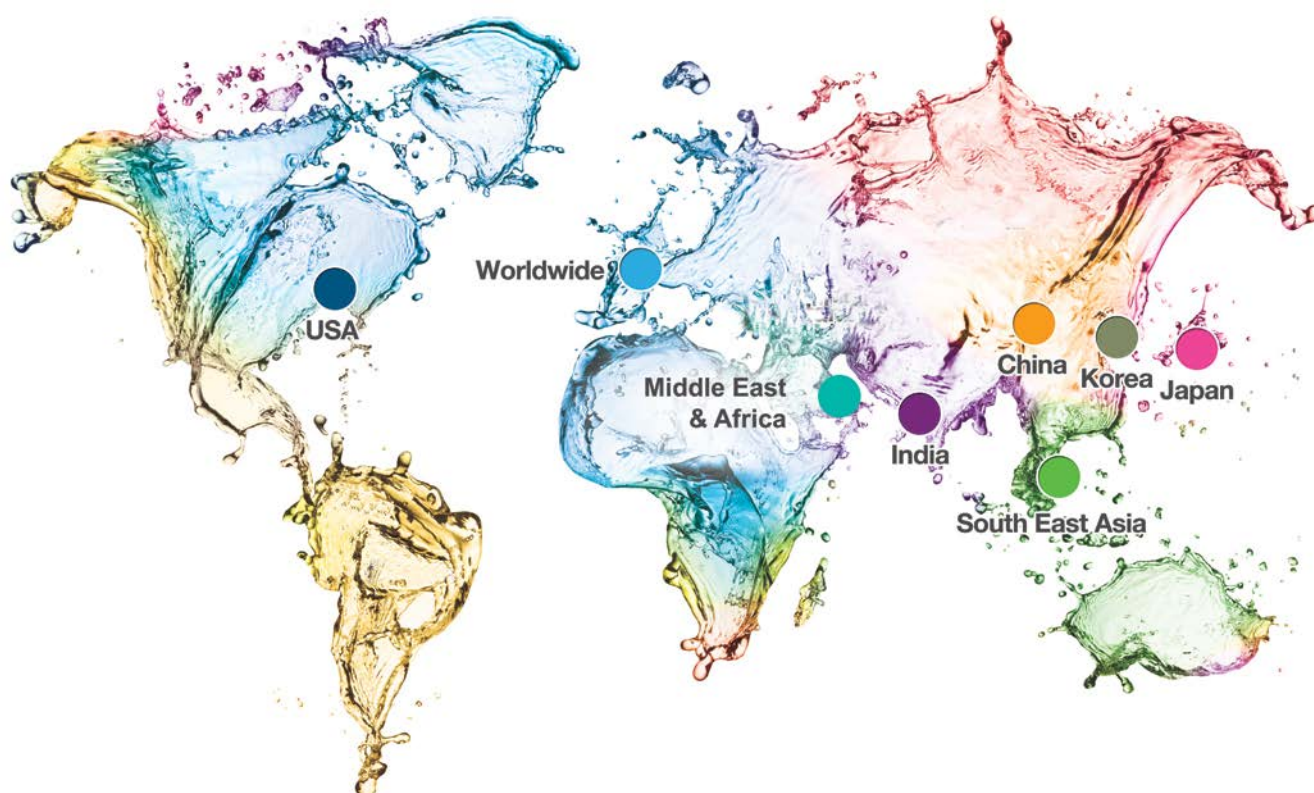 Worldwide
USA
China
Korea
Japan
Middle East
& Africa
India
South East Asia